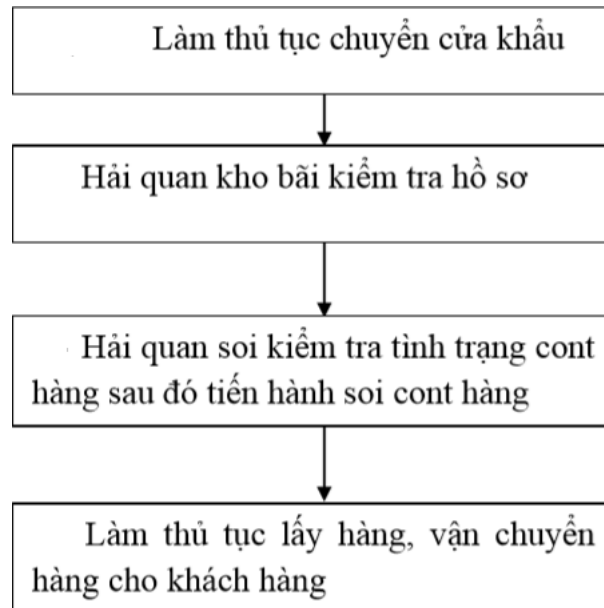 Làm thủ tục chuyển cửa khẩu
Hải quan kho bãi kiểm tra hồ sơ
Hải quan soi kiểm tra tình trạng cont
hàng sau đó tiến hành soi cont hàng
Làm thủ tục lấy hàng, vận chuyển
hàng cho khách hàng